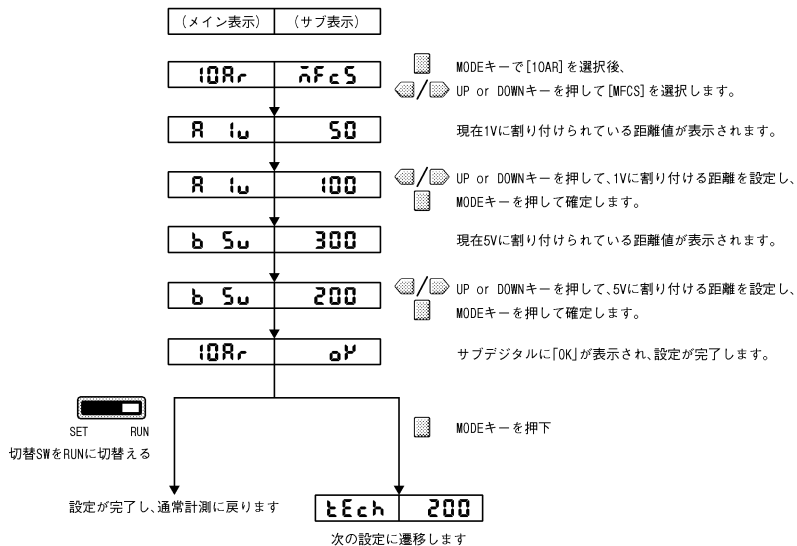 (メイン表示) (サブ表示)
10Ar MFcS
MODEキーで[10AR]を選択後、
UP or DOWNキーを押して[MFCS]を選択します。
A 1v 50
現在1Vに割り付けられている距離値が表示されます。
A 1v 100
UP or DOWNキーを押して、1Vに割り付ける距離を設定し、
MODEキーを押して確定します。
b 5v 300
現在5Vに割り付けられている距離値が表示されます。
b 5v 200
UP or DOWNキーを押して、5Vに割り付ける距離を設定し、
MODEキーを押して確定します。
10Ar oK
サブデジタルに「OK」が表示され、設定が完了します。
SET RUN
切替SWをRUNに切替える
MODEキーを押下
設定が完了し、通常計測に戻ります
tEch 200
次の設定に遷移します